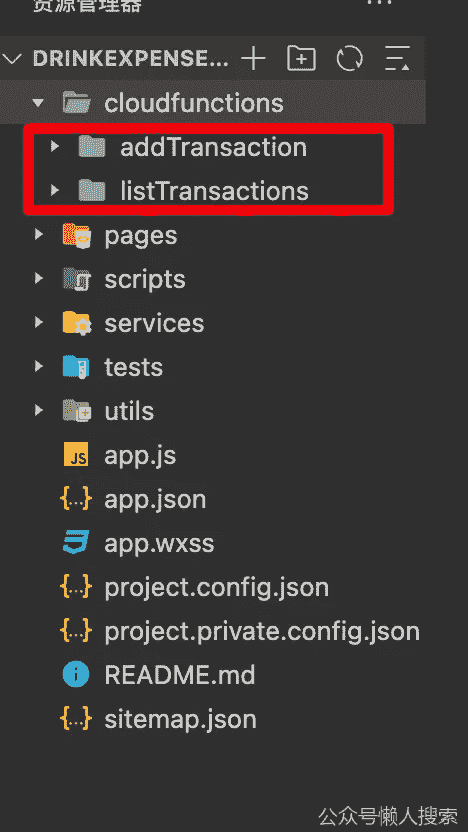 资源管理器
DRINKEXPENSE...
cloudfunctions
addTransaction
listTransactions
pages
scripts
services
tests
utils
JS app.js
{...} app.json
app.wxss
{...} project.config.json
{...} project.private.config.json
README.md
{...} sitemap.json
公众号懒人搜索